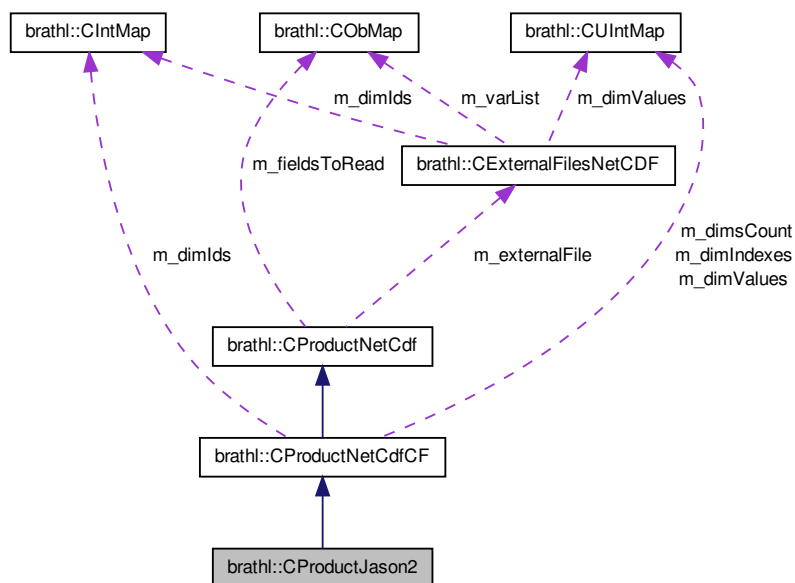 brathl::CIntMap
brathl::CObMap
brathl::CUIntMap
m_dimIds
m_varList
m_dimValues
m_fieldsToRead
brathl::CExternalFilesNetCDF
m_dimIds
m_externalFile
m_dimsCount
m_dimIndexes
m_dimValues
brathl::CProductNetCdf
brathl::CProductNetCdfCF
brathl::CProductJason2